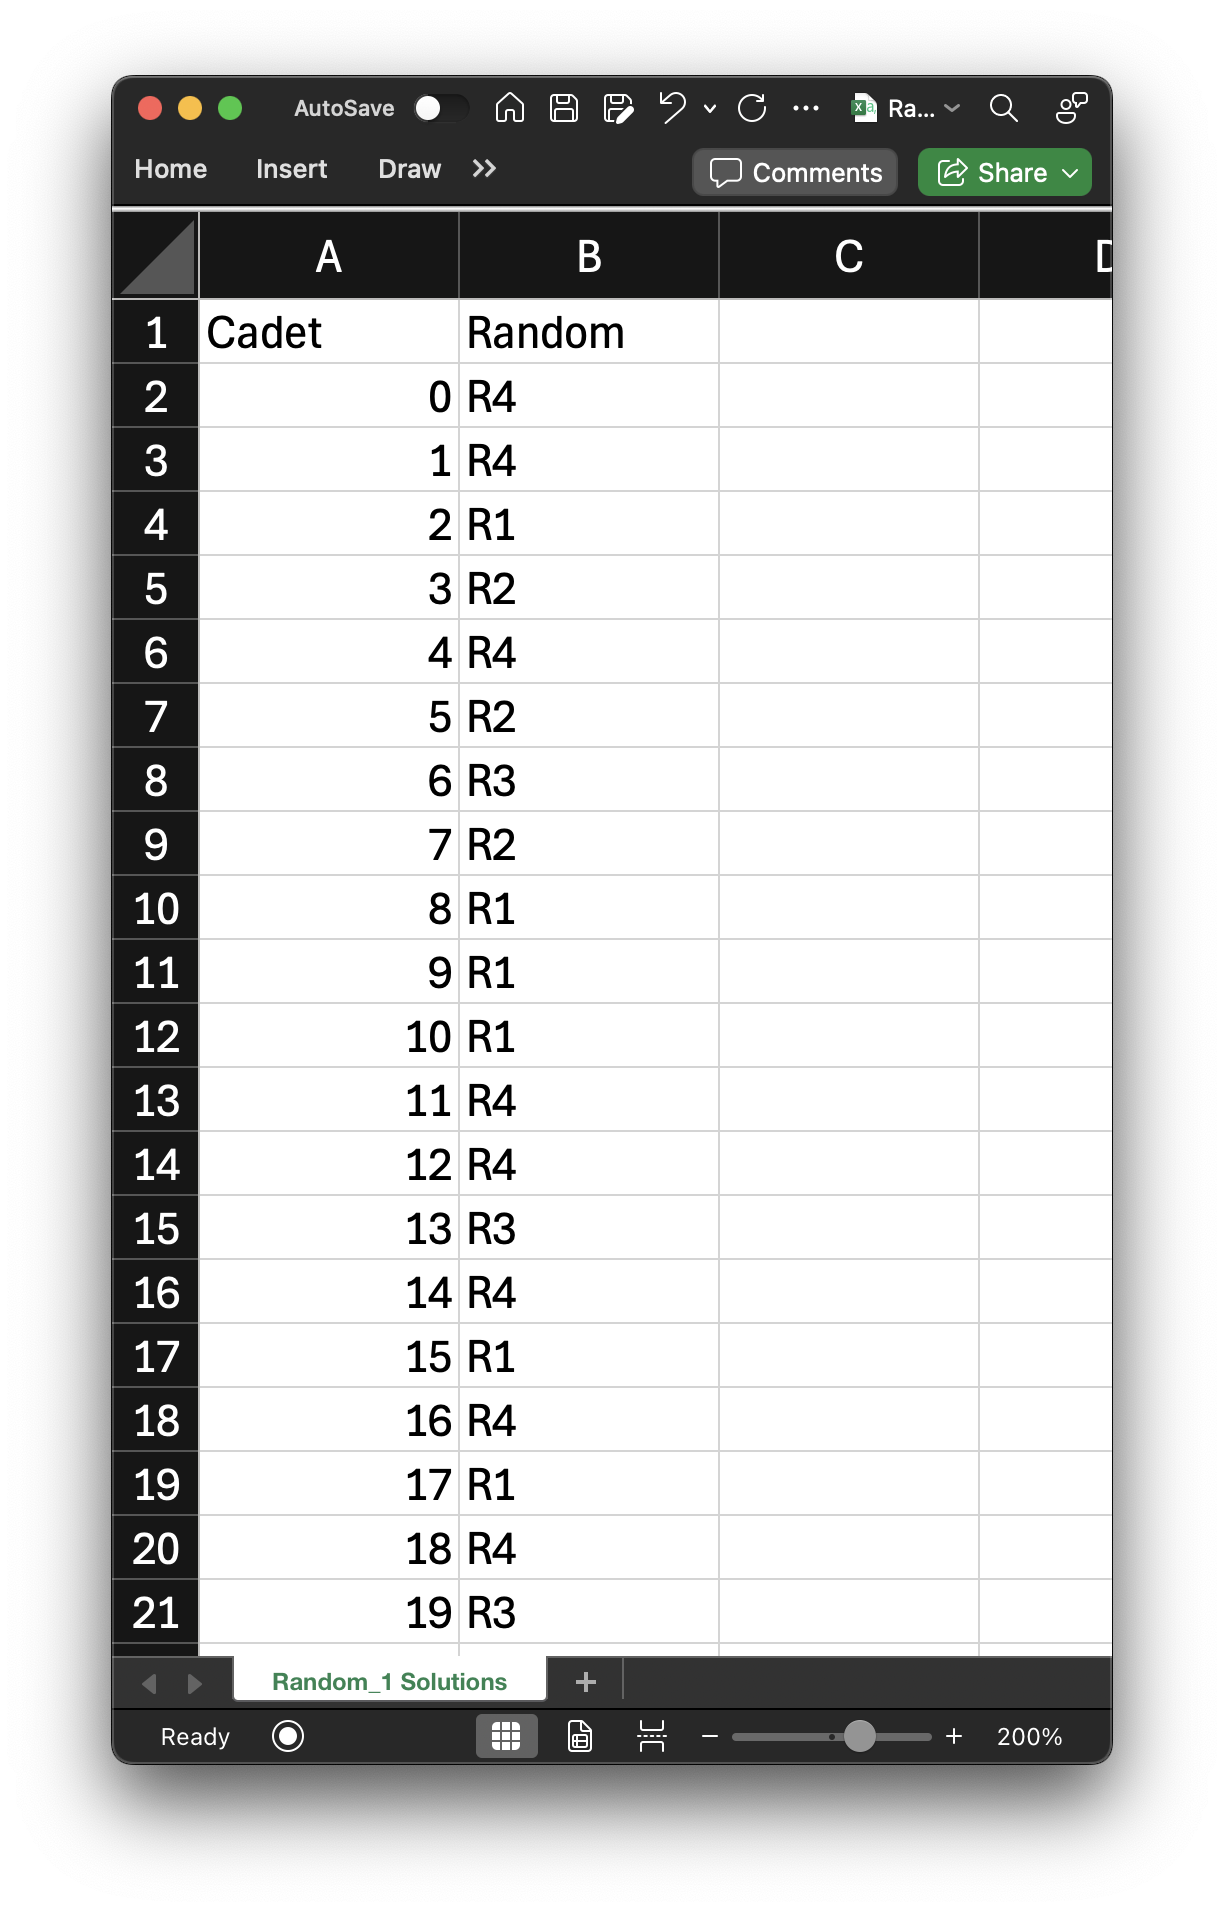 AutoSave Ra...
Home Insert Draw Comments Share
A B C D
1 Cadet Random
2 0 R4
3 1 R4
4 2 R1
5 3 R2
6 4 R4
7 5 R2
8 6 R3
9 7 R2
10 8 R1
11 9 R1
12 10 R1
13 11 R4
14 12 R4
15 13 R3
16 14 R4
17 15 R1
18 16 R4
19 17 R1
20 18 R4
21 19 R3
Random_1 Solutions +
Ready 200%